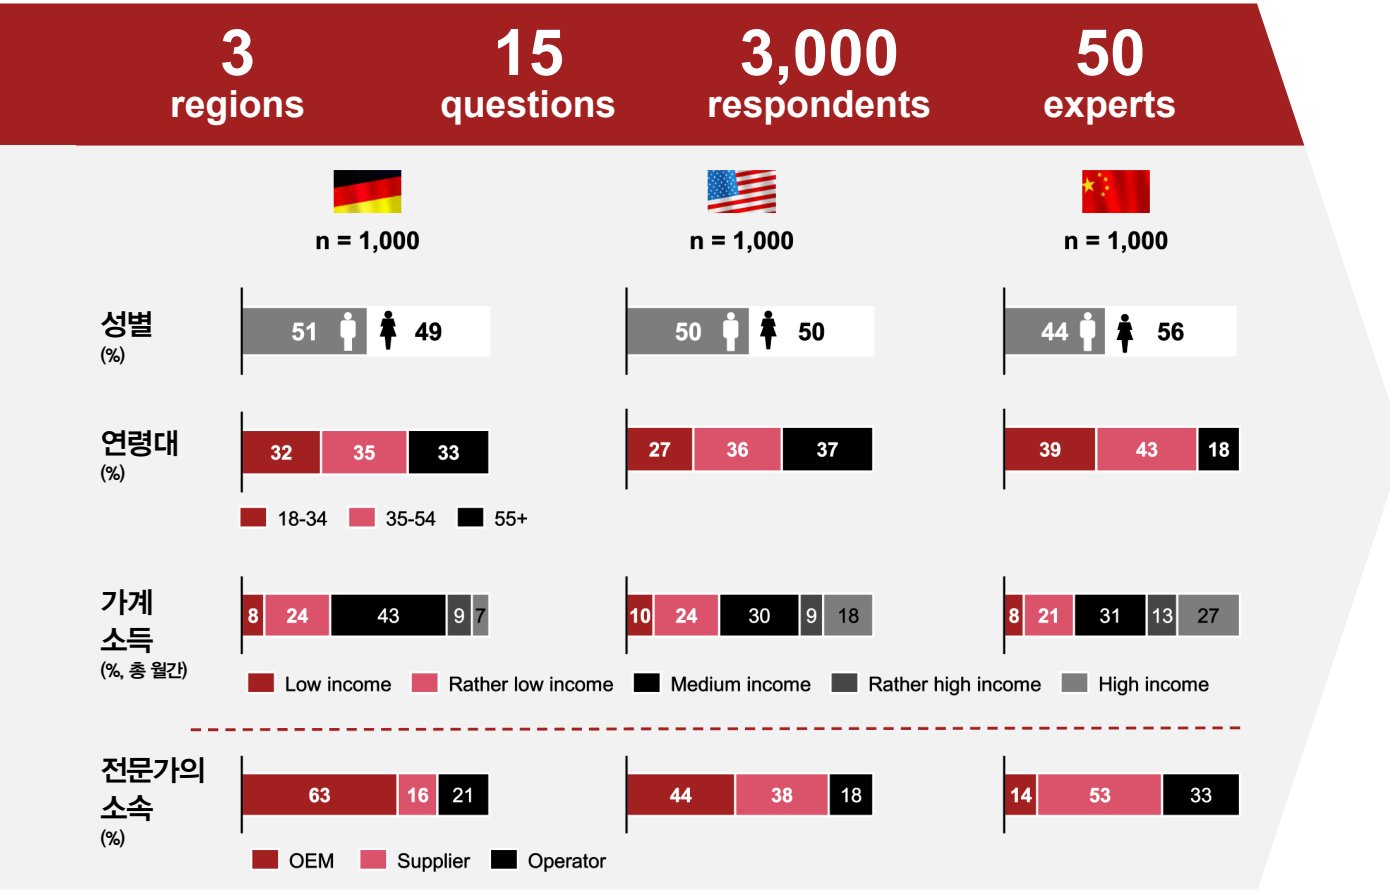 3 15 3,000 50
regions questions respondents experts
n = 1,000 n = 1,000 n = 1,000
성별
(%)
51 49 50 50 44 56
연령대
(%)
32 35 33 27 36 37 39 43 18
18-34 35-54 55+
가계
소득
(%, 총 월간)
8 24 43 9 7 10 24 30 9 18 8 21 31 13 27
Low income Rather low income Medium income Rather high income High income
전문가의
소속
(%)
63 16 21 44 38 18 14 53 33
OEM Supplier Operator